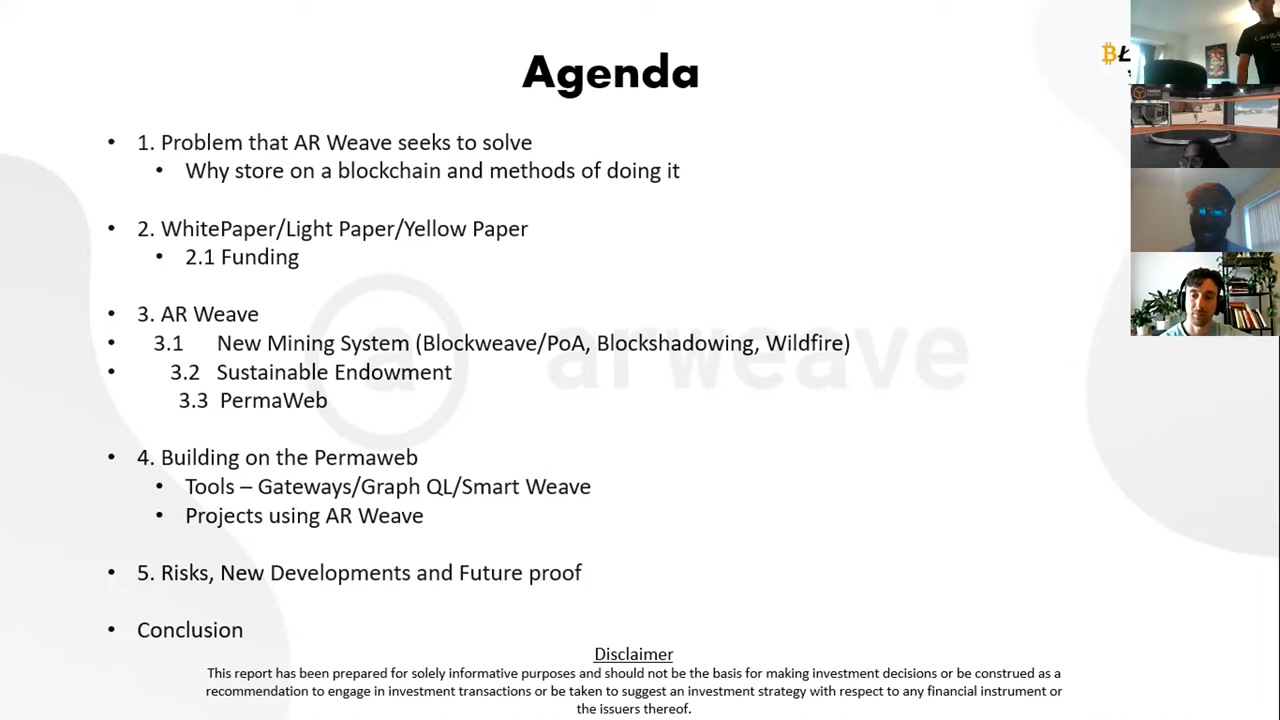 Agenda
• 1. Problem that AR Weave seeks to solve
• Why store on a blockchain and methods of doing it
• 2. WhitePaper/Light Paper/Yellow Paper
• 2.1 Funding
• 3. AR Weave
• 3.1 New Mining System (Blockweave/PoA, Blockshadowing, Wildfire)
• 3.2 Sustainable Endowment
3.3 PermaWeb
arweave
• 4. Building on the Permaweb
• Tools – Gateways/Graph QL/Smart Weave
• Projects using AR Weave
• 5. Risks, New Developments and Future proof
• Conclusion
Disclaimer
This report has been prepared for solely informative purposes and should not be the basis for making investment decisions or be construed as a
recommendation to engage in investment transactions or be taken to suggest an investment strategy with respect to any financial instrument or
the issuers thereof.